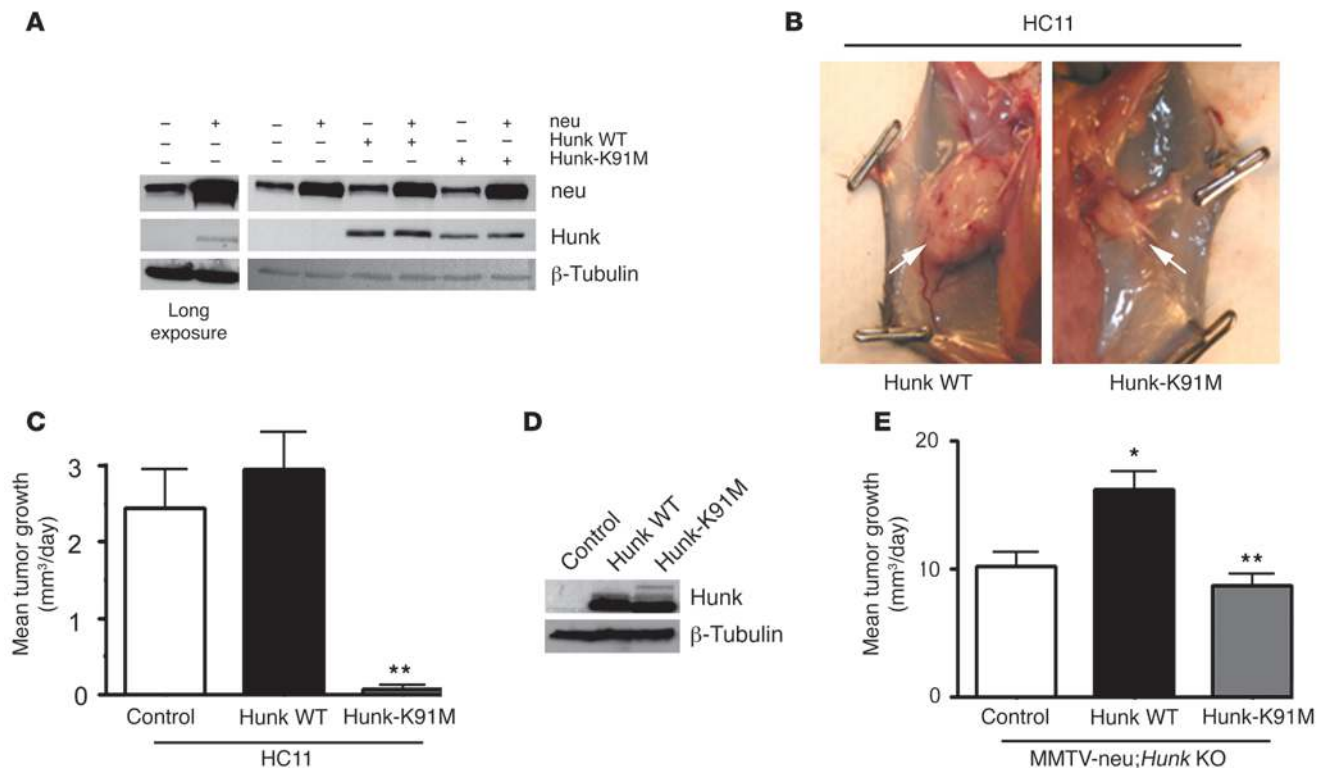 A
– + – + – + – + neu
– – – – + + – – Hunk WT
– – – – – – + + Hunk-K91M
neu
Hunk
β-Tubulin
Long
exposure
B
HC11
Hunk WT Hunk-K91M
C
Mean tumor growth
(mm³/day)
3
2
1
0
**
Control Hunk WT Hunk-K91M
HC11
D
Control Hunk WT Hunk-K91M
Hunk
β-Tubulin
E
Mean tumor growth
(mm³/day)
20
10
0
*
**
Control Hunk WT Hunk-K91M
MMTV-neu;Hunk KO